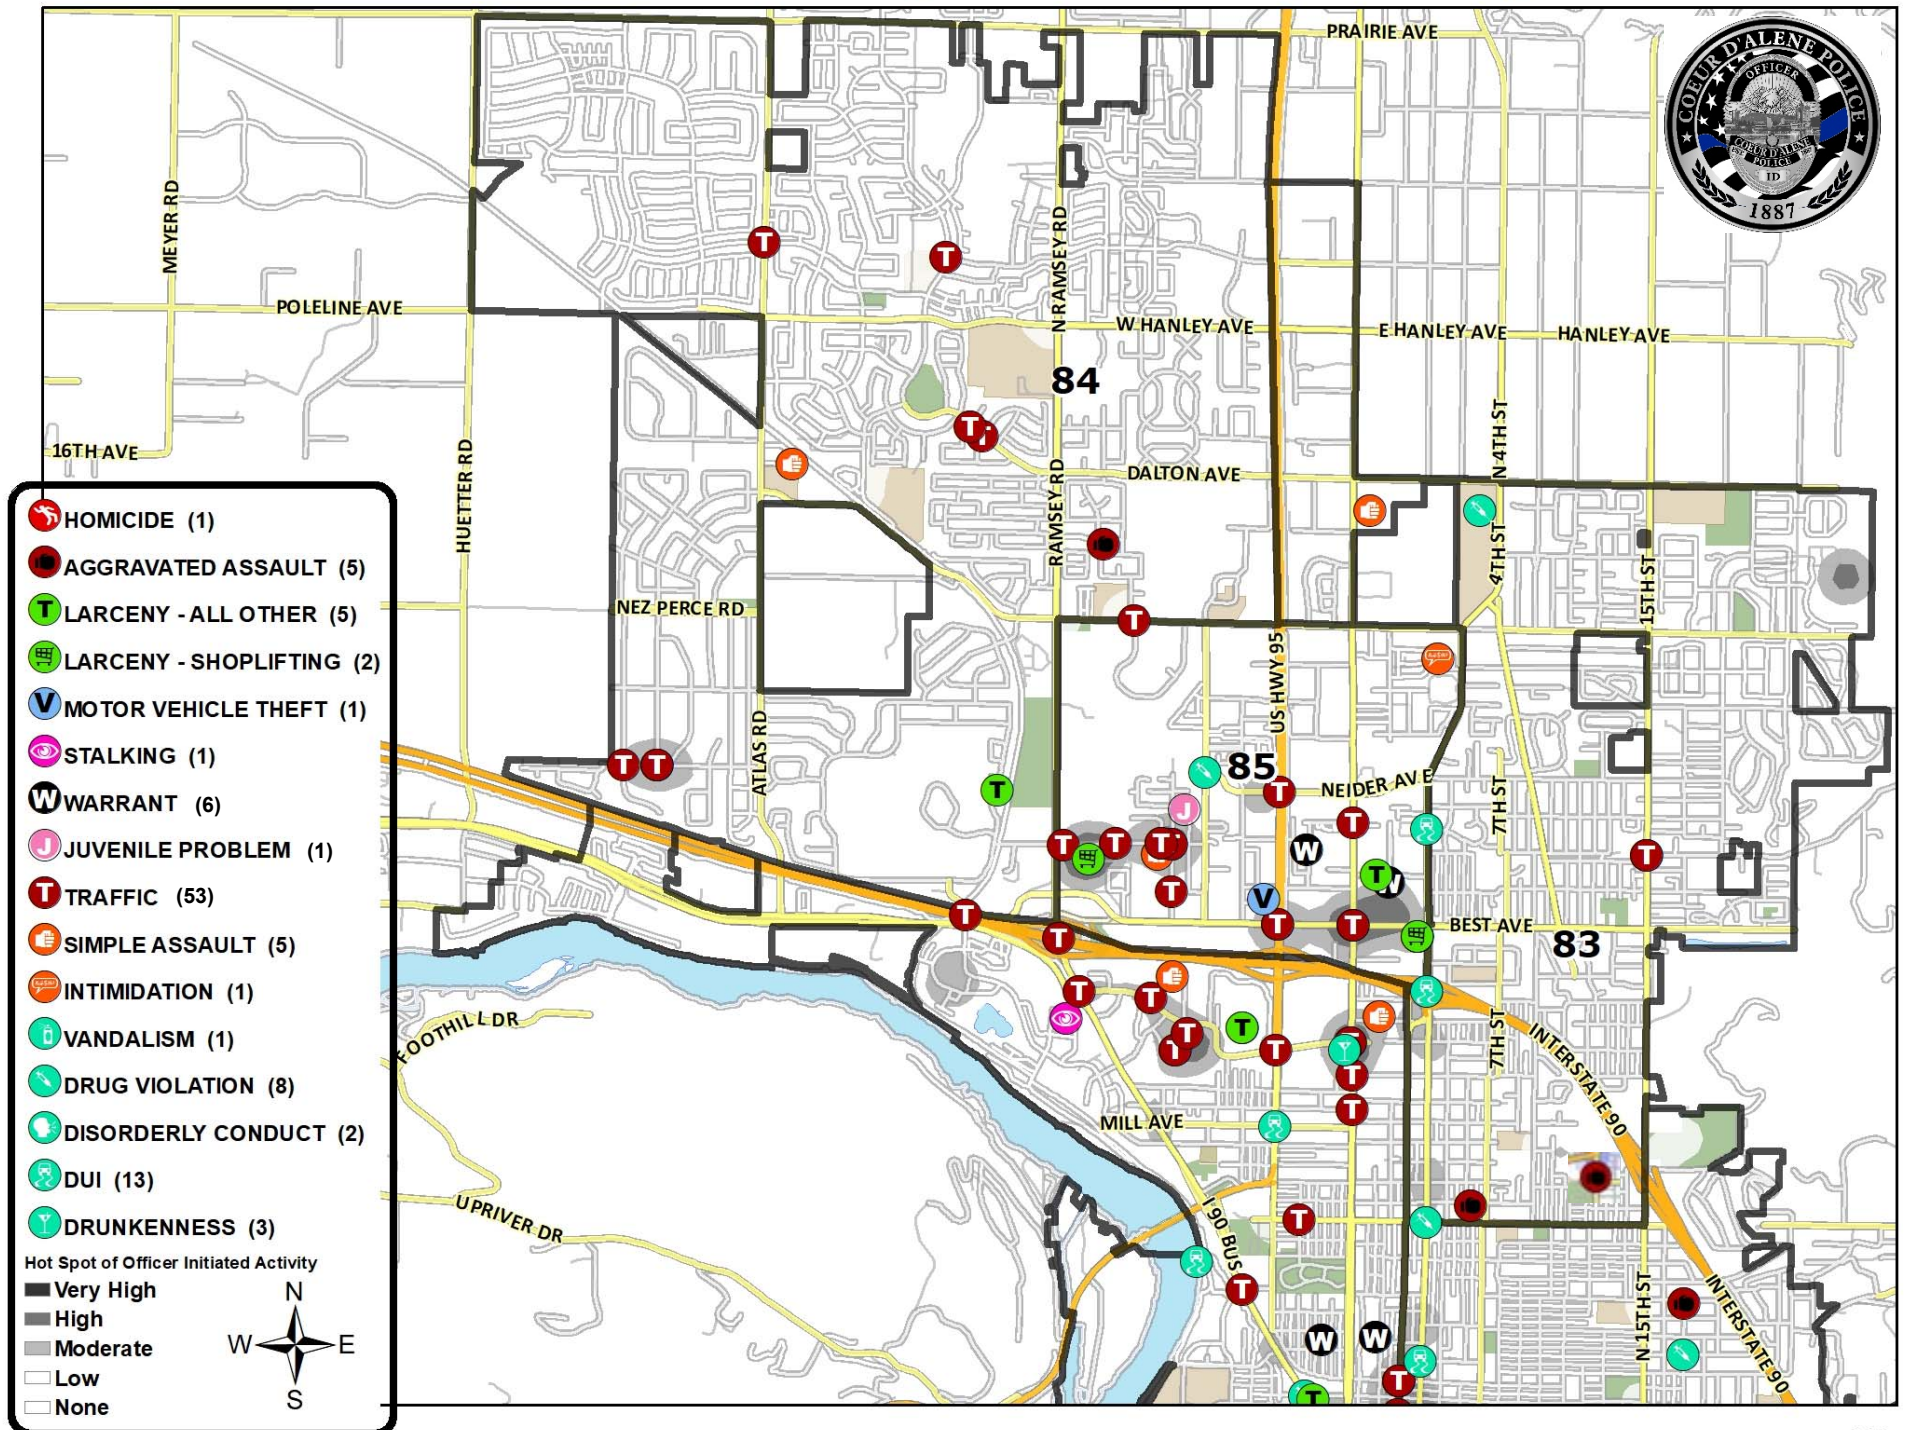 PRAIRIE AVE
COEUR D'ALENE POLICE
OFFICER
COEUR D'ALENE
POLICE
ID
1887
MEYER RD
N RAMSEY RD
POLELINE AVE
W HANLEY AVE
E HANLEY AVE
HANLEY AVE
84
16TH AVE
HUETTER RD
RAMSEY RD
DALTON AVE
N 4TH ST
4TH ST
15TH ST
NEZ PERCE RD
US HWY 95
ATLAS RD
85
NEIDER AVE
7TH ST
BEST AVE
83
FOOTHILL DR
7TH ST
INTERSTATE 90
MILL AVE
UPRIVER DR
I 90 BUS
N 15TH ST
INTERSTATE 90
HOMICIDE (1)
AGGRAVATED ASSAULT (5)
T LARCENY - ALL OTHER (5)
LARCENY - SHOPLIFTING (2)
V MOTOR VEHICLE THEFT (1)
STALKING (1)
W WARRANT (6)
J JUVENILE PROBLEM (1)
T TRAFFIC (53)
SIMPLE ASSAULT (5)
INTIMIDATION (1)
VANDALISM (1)
DRUG VIOLATION (8)
DISORDERLY CONDUCT (2)
DUI (13)
DRUNKENNESS (3)
Hot Spot of Officer Initiated Activity
Very High
High
Moderate
Low
None
N
W E
S